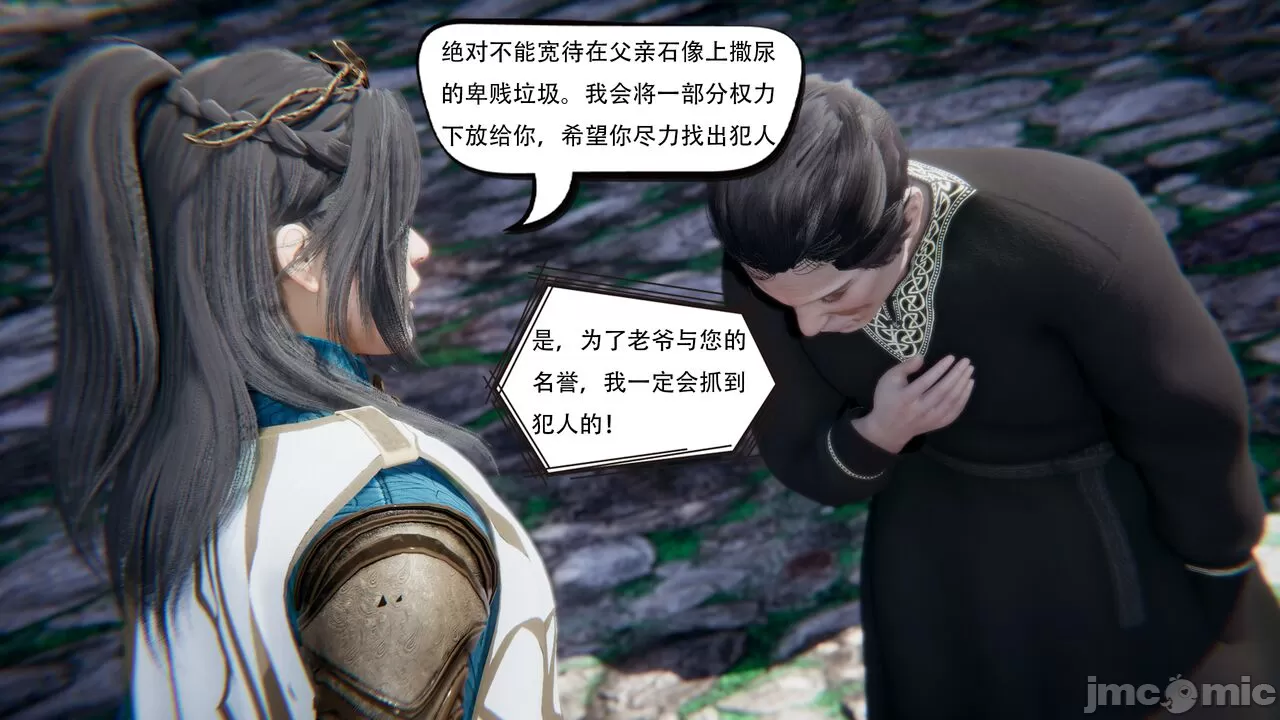 绝对不能宽待在父亲石像上撒尿
的卑贱垃圾。我会将一部分权力
下放给你，希望你尽力找出犯人
是，为了老爷与您的
名誉，我一定会抓到
犯人的！
jmcomic